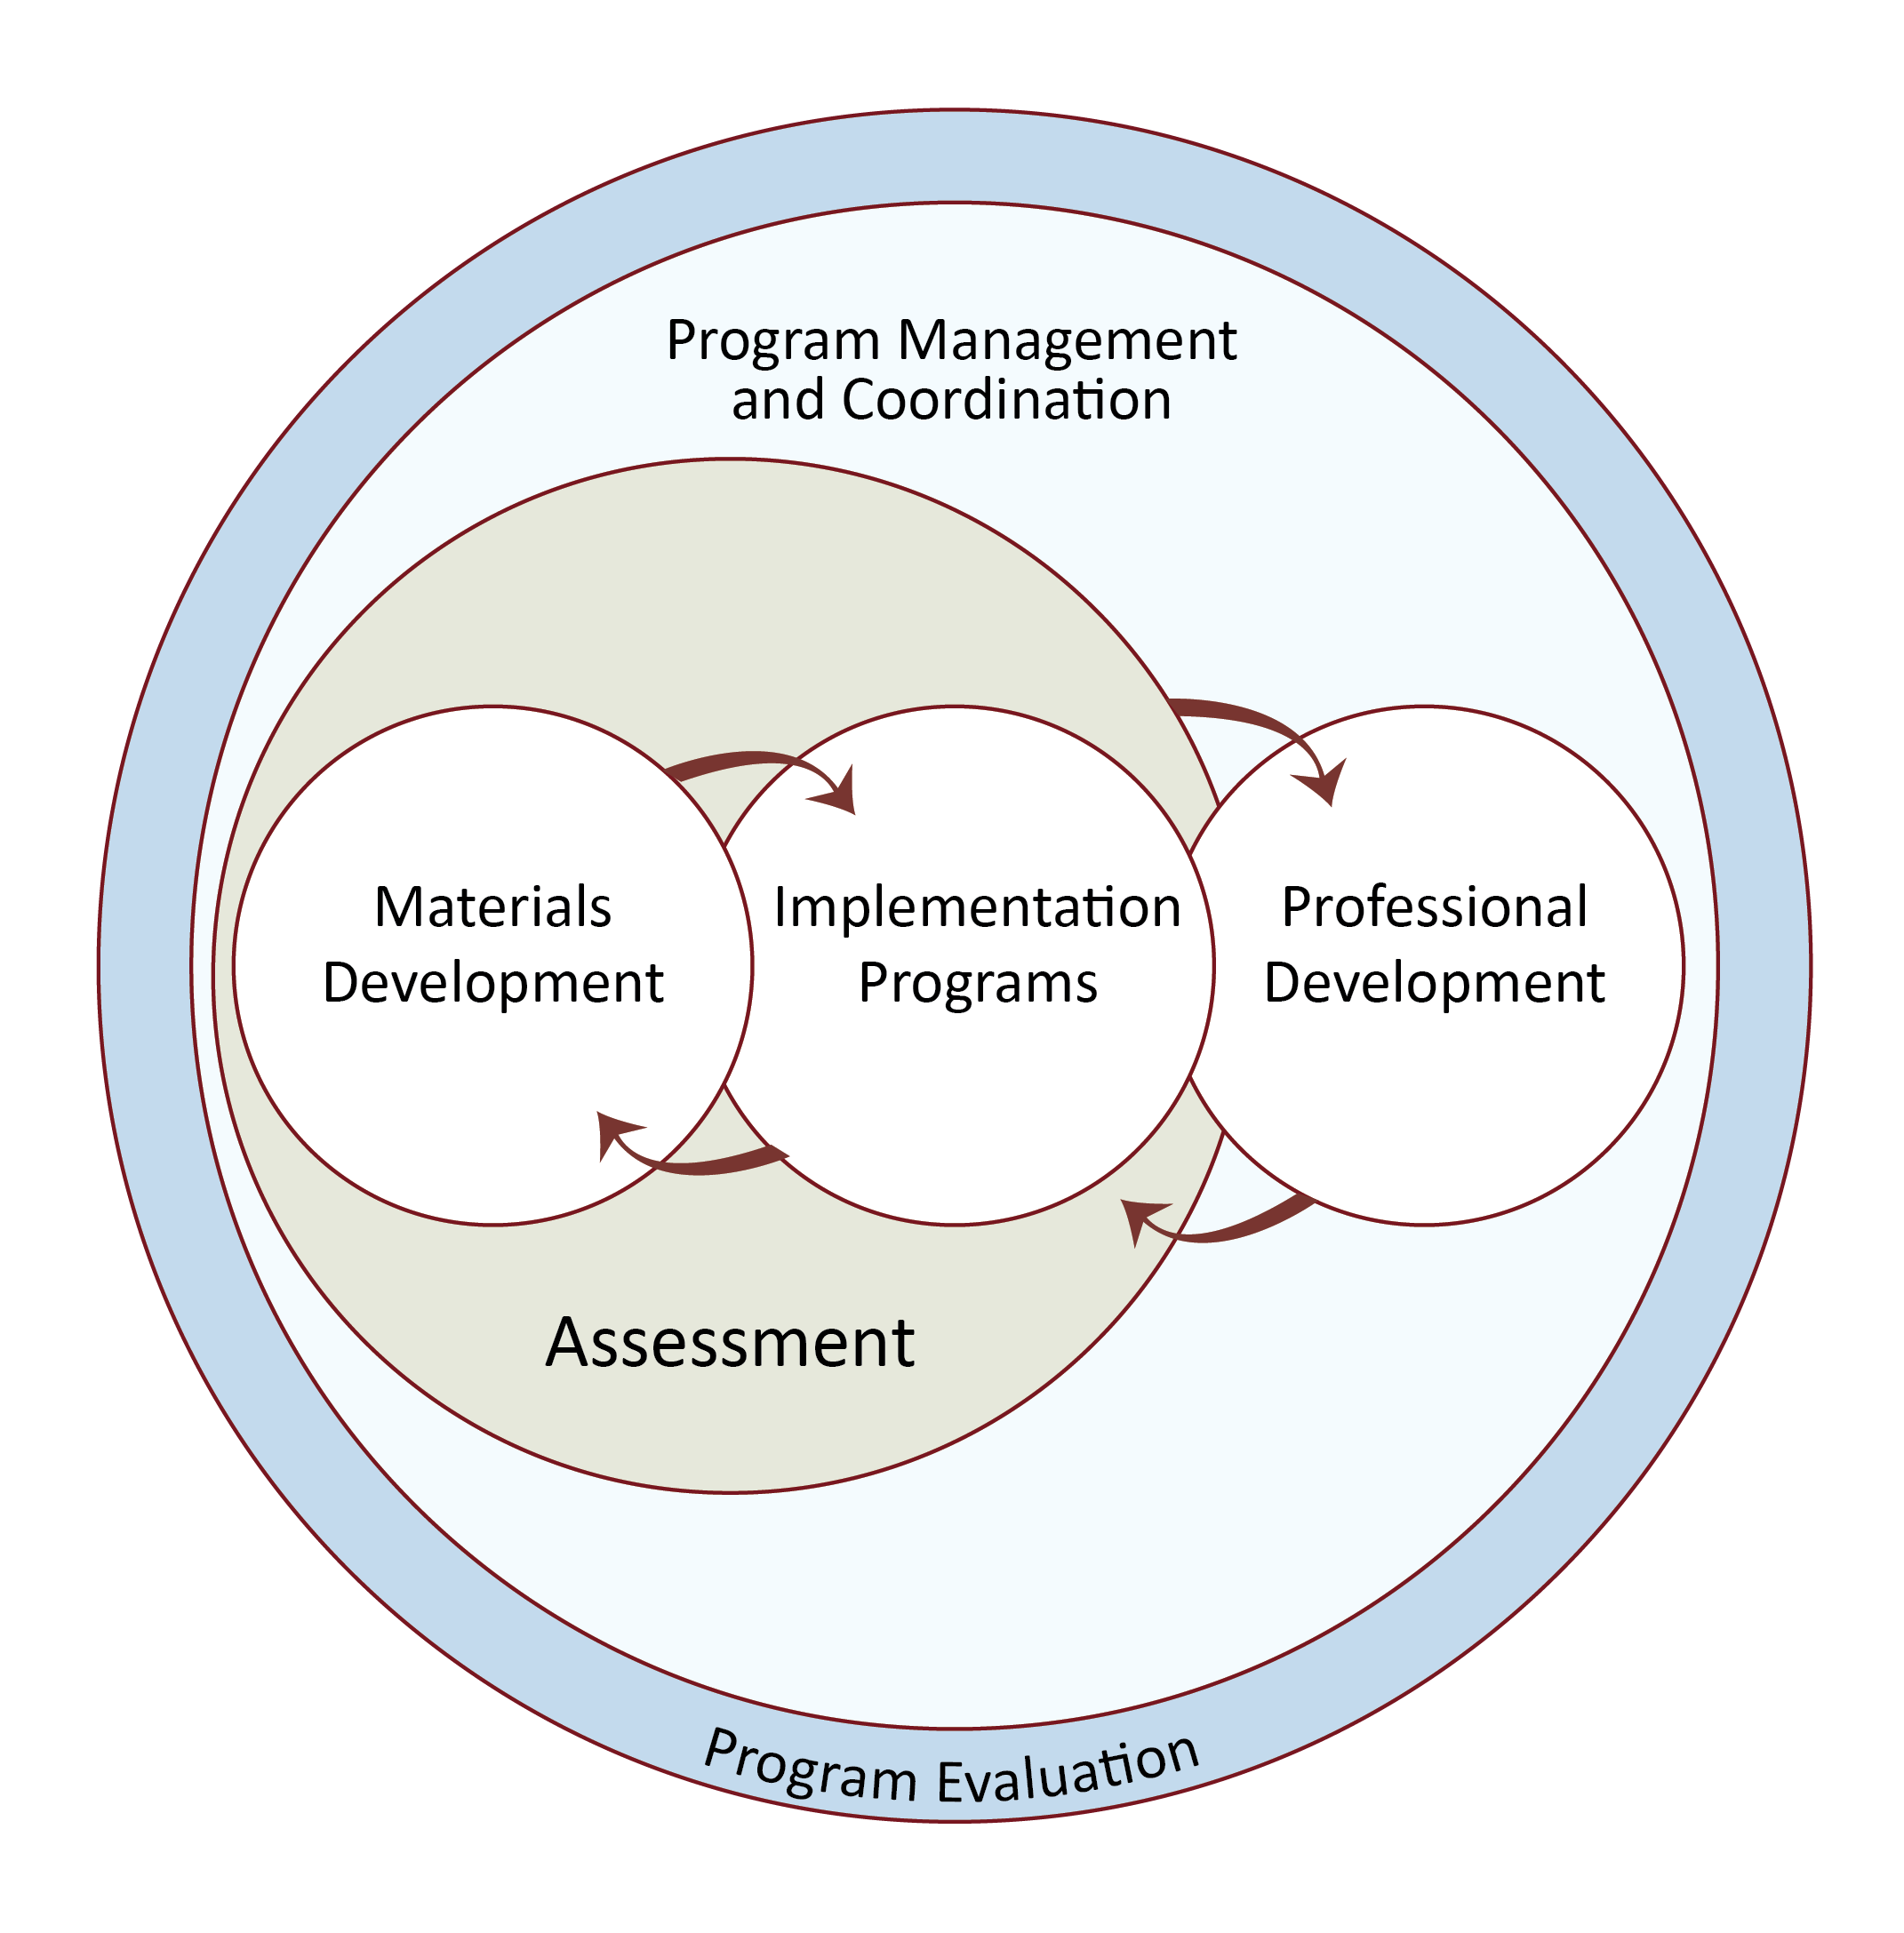 Program Management
and Coordination
Materials
Development
Implementation
Programs
Professional
Development
Assessment
Program Evaluation